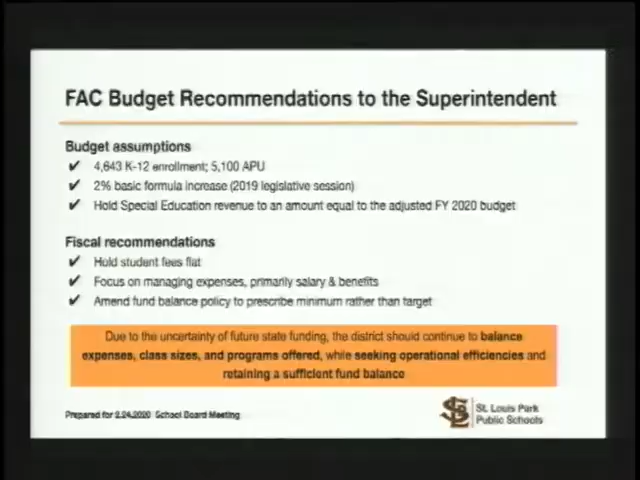 FAC Budget Recommendations to the Superintendent
Budget assumptions
✔ 4,643 K-12 enrollment; 5,100 APU
✔ 2% basic formula increase (2019 legislative session)
✔ Hold Special Education revenue to an amount equal to the adjusted FY 2020 budget
Fiscal recommendations
✔ Hold student fees flat
✔ Focus on managing expenses, primarily salary & benefits
✔ Amend fund balance policy to prescribe minimum rather than target
Due to the uncertainty of future state funding, the district should continue to balance
expenses, class sizes, and programs offered, while seeking operational efficiencies and
retaining a sufficient fund balance
Prepared for 2.24.2020 School Board Meeting
SLP
St. Louis Park
Public Schools